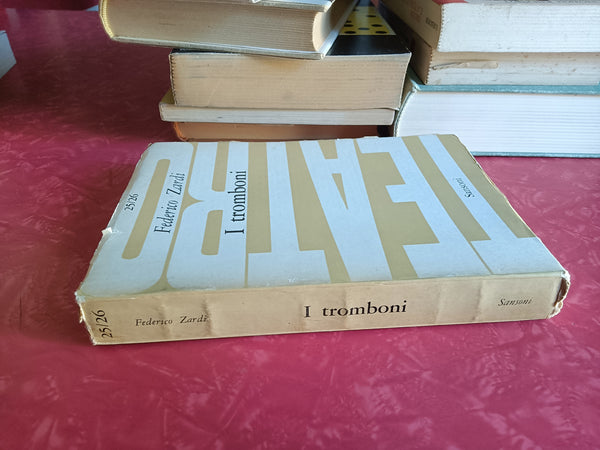 TEATRO
25/26
Federico Zardi
I tromboni
Sansoni
25/26
Federico Zardi
I tromboni
Sansoni